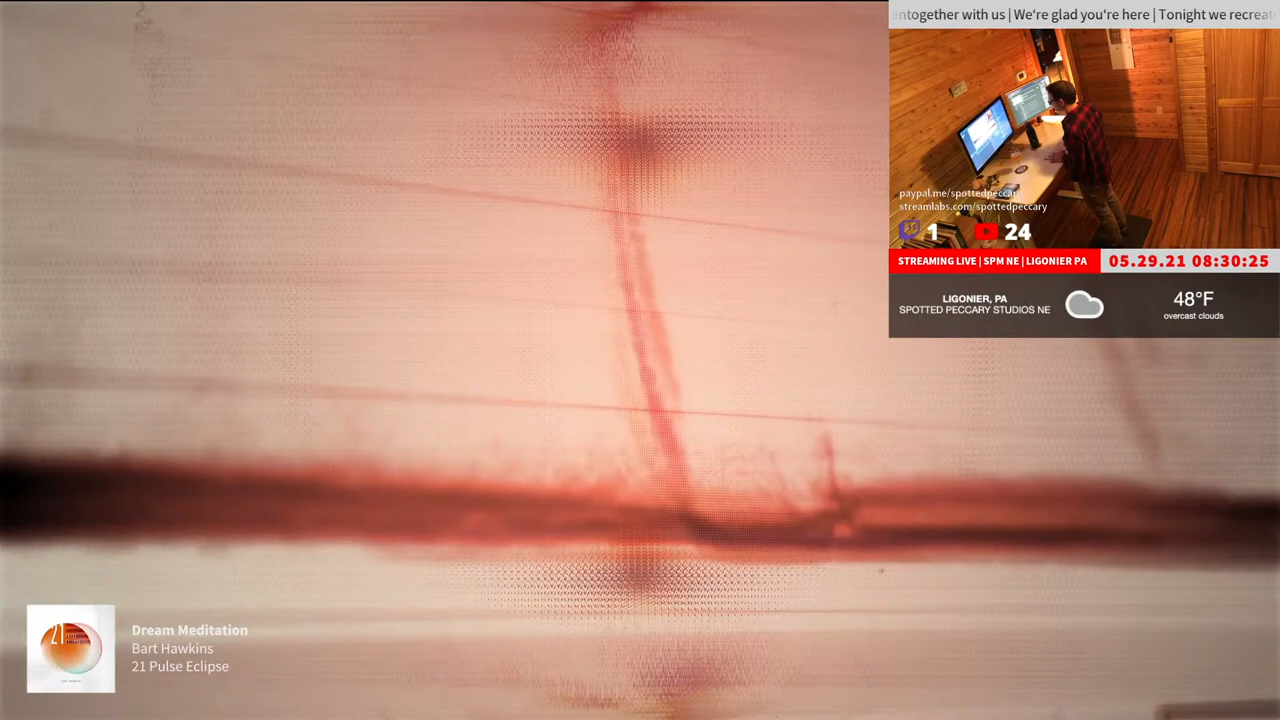 entogether with us | We're glad you're here | Tonight we recreat
paypal.me/spottedpeccary
streamlabs.com/spottedpeccary
1
24
STREAMING LIVE | SPM NE | LIGONIER PA
05.29.21 08:30:25
LIGONIER, PA
SPOTTED PECCARY STUDIOS NE
48°F
overcast clouds
21
Dream Meditation
Bart Hawkins
21 Pulse Eclipse